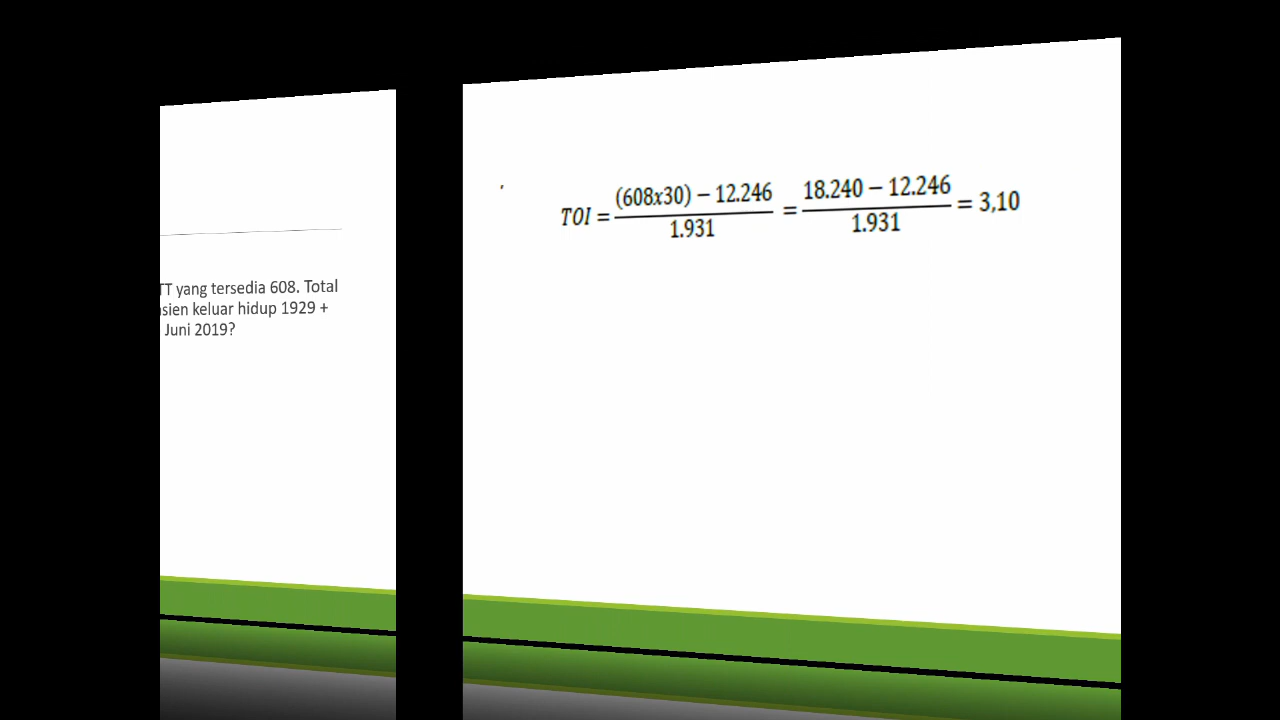 TT yang tersedia 608. Total
sien keluar hidup 1929 +
Juni 2019?
TOI = (608x30) − 12.246 / 1.931 = 18.240 − 12.246 / 1.931 = 3,10